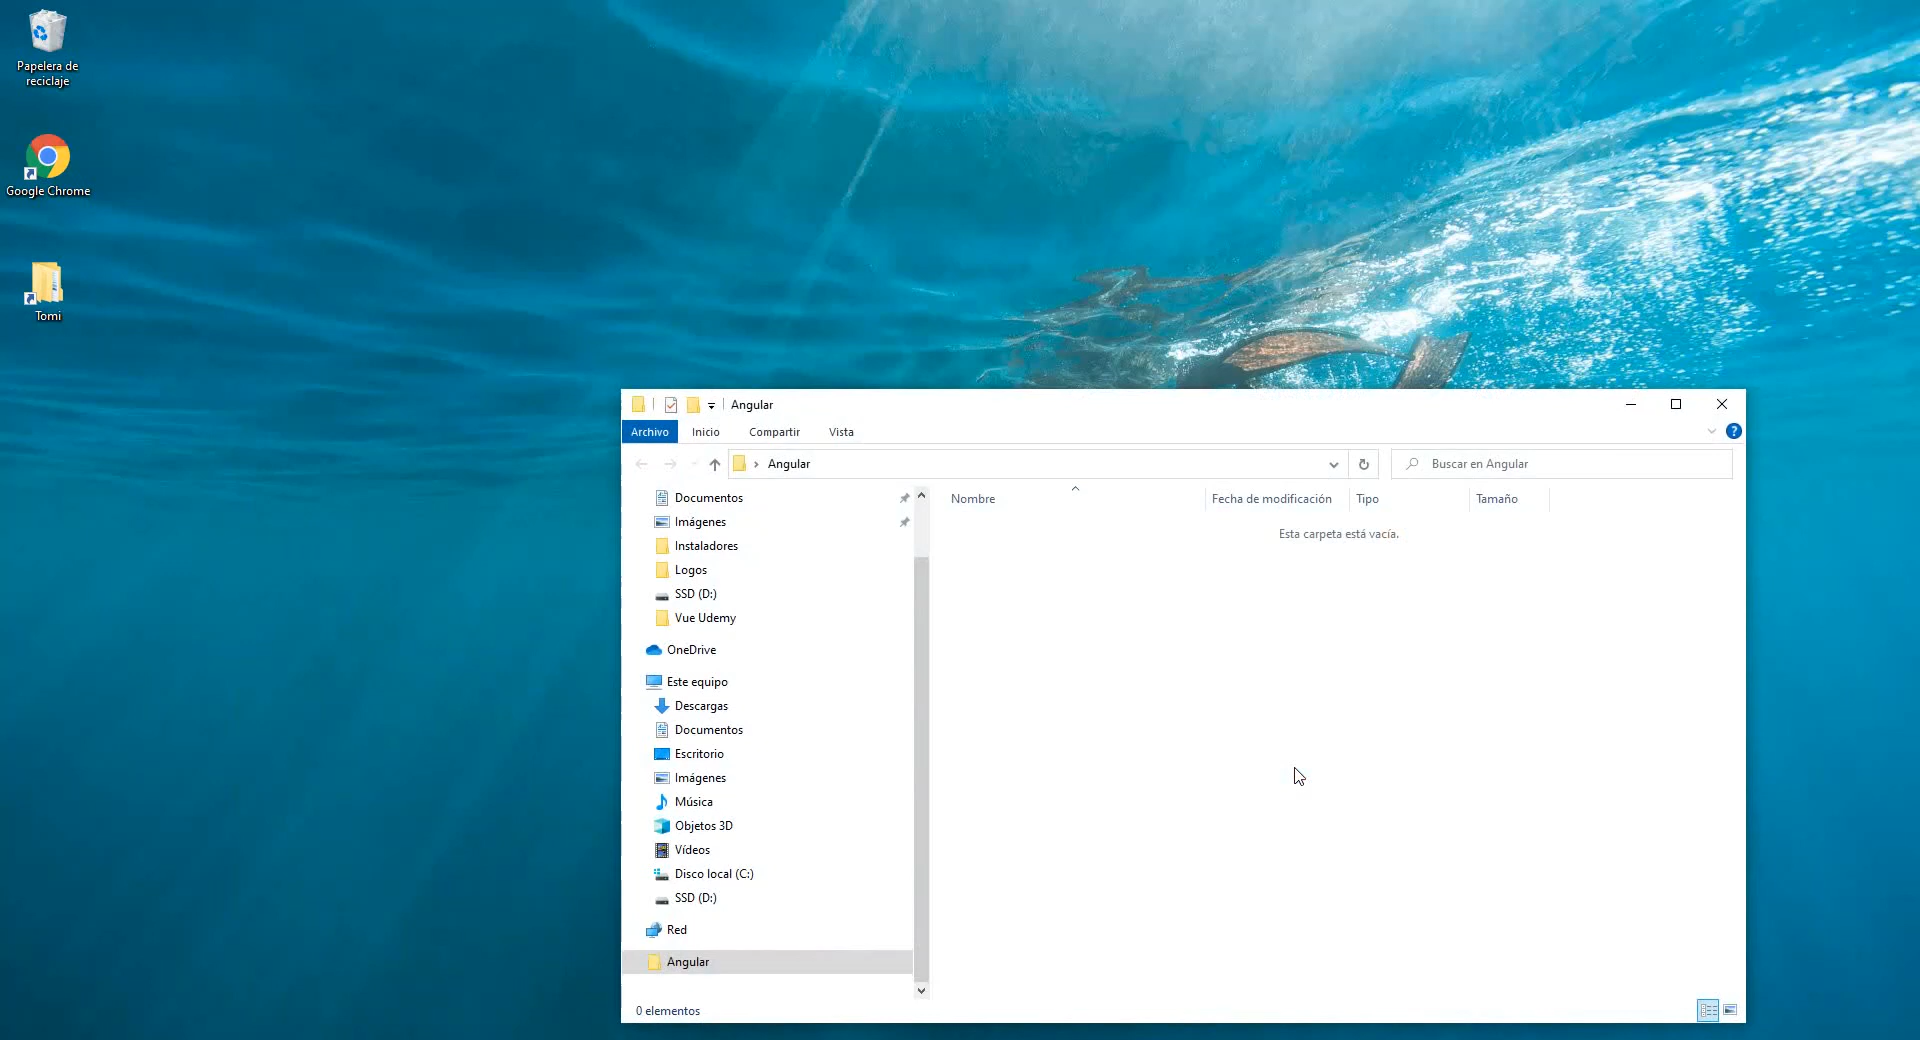 Papelera de
reciclaje
Google Chrome
Tomi
Angular
Archivo Inicio Compartir Vista
Angular
Buscar en Angular
Documentos
Imágenes
Instaladores
Logos
SSD (D:)
Vue Udemy
OneDrive
Este equipo
Descargas
Documentos
Escritorio
Imágenes
Música
Objetos 3D
Vídeos
Disco local (C:)
SSD (D:)
Red
Angular
Nombre Fecha de modificación Tipo Tamaño
Esta carpeta está vacía.
0 elementos